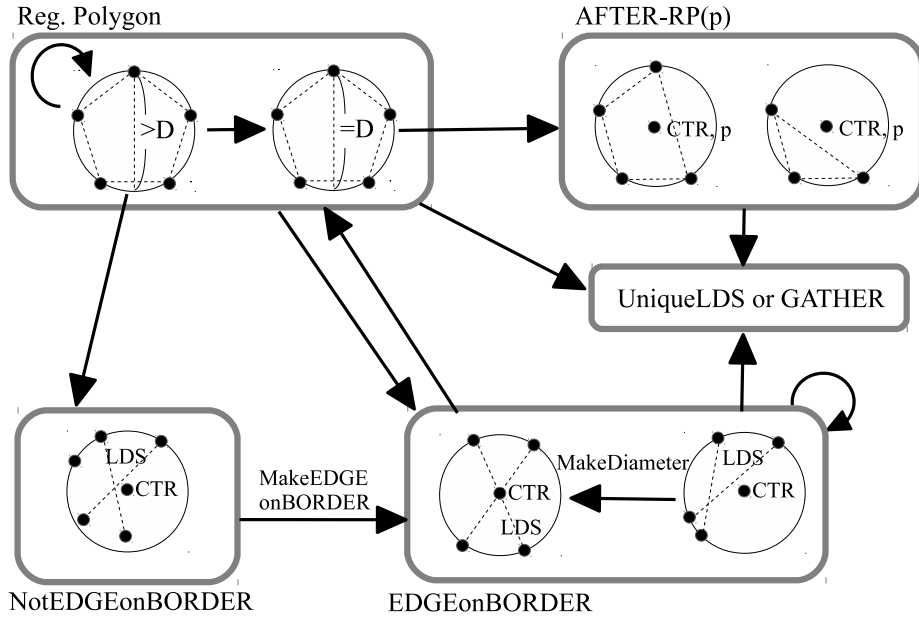 Reg. Polygon
AFTER-RP(p)
>D
=D
CTR, p
CTR, p
UniqueLDS or GATHER
LDS
CTR
MakeEDGE
onBORDER
CTR
LDS
MakeDiameter
LDS
CTR
NotEDGEonBORDER
EDGEonBORDER